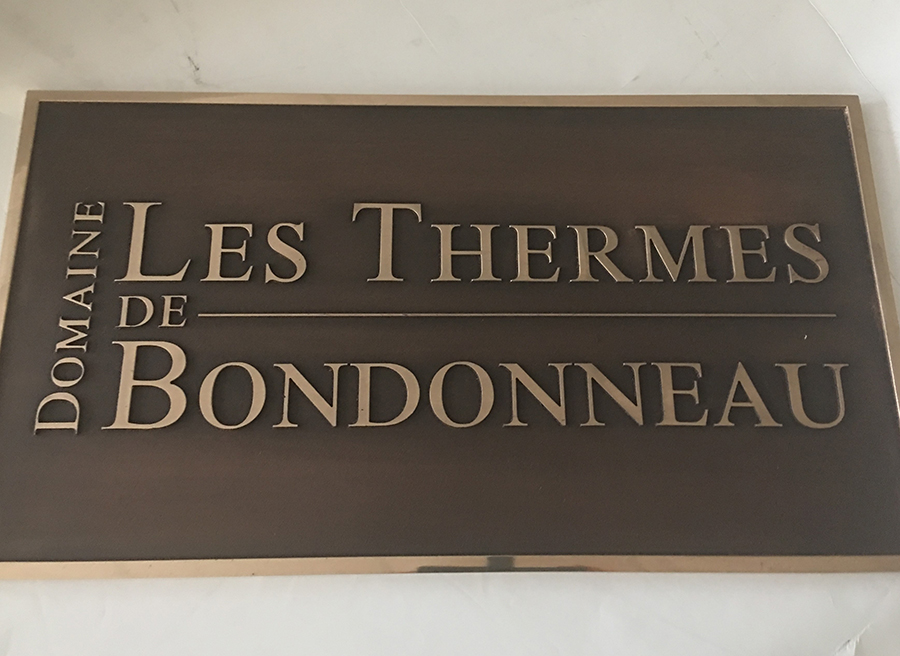 DOMAINE
LES THERMES
DE
BONDONNEAU